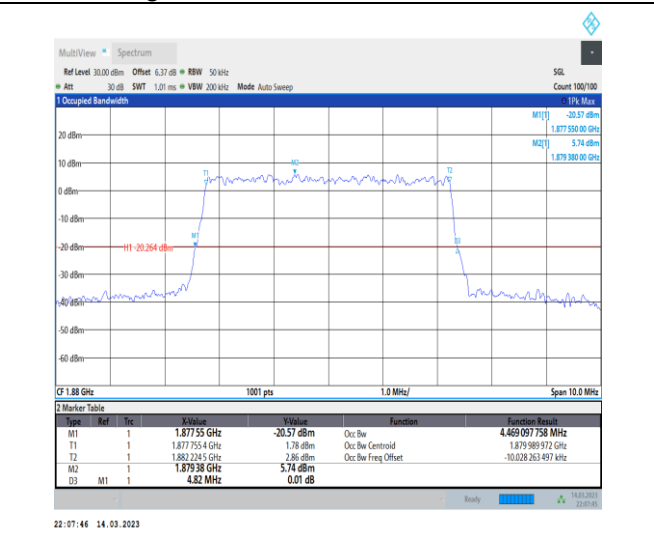 MultiView Spectrum
Ref Level 30.00 dBm Offset 6.37 dB RBW 50 kHz SGL
Att 30 dB SWT 1.01 ms VBW 200 kHz Mode Auto Sweep Count 100/100
1 Occupied Bandwidth 1Pk Max
M1[1] -20.57 dBm
1.877 550 00 GHz
20 dBm
M2[1] 5.74 dBm
1.879 380 00 GHz
10 dBm
T1 M2 T2
0 dBm
-10 dBm
M1 D3
-20 dBm H1 -20.264 dBm
-30 dBm
-40 dBm
-50 dBm
-60 dBm
CF 1.88 GHz 1001 pts 1.0 MHz/ Span 10.0 MHz
2 Marker Table
Type Ref Trc X-Value Y-Value Function Function Result
M1 1 1.877 55 GHz -20.57 dBm Occ Bw 4.469 097 758 MHz
T1 1 1.877 755 4 GHz 1.78 dBm Occ Bw Centroid 1.879 989 972 GHz
T2 1 1.882 224 5 GHz 2.86 dBm Occ Bw Freq Offset -10.028 263 497 kHz
M2 1 1.879 38 GHz 5.74 dBm
D3 M1 1 4.82 MHz 0.01 dB
Ready 14.03.2023
22:07:45
22:07:46 14.03.2023